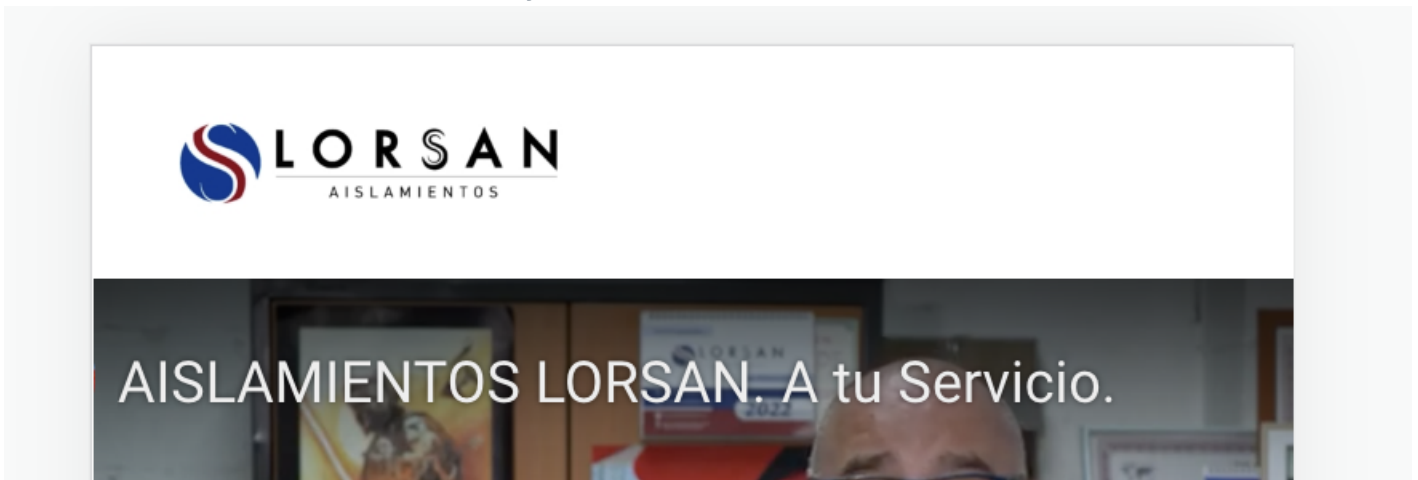 LORSAN
AISLAMIENTOS
AISLAMIENTOS LORSAN. A tu Servicio.
LORSAN
2022